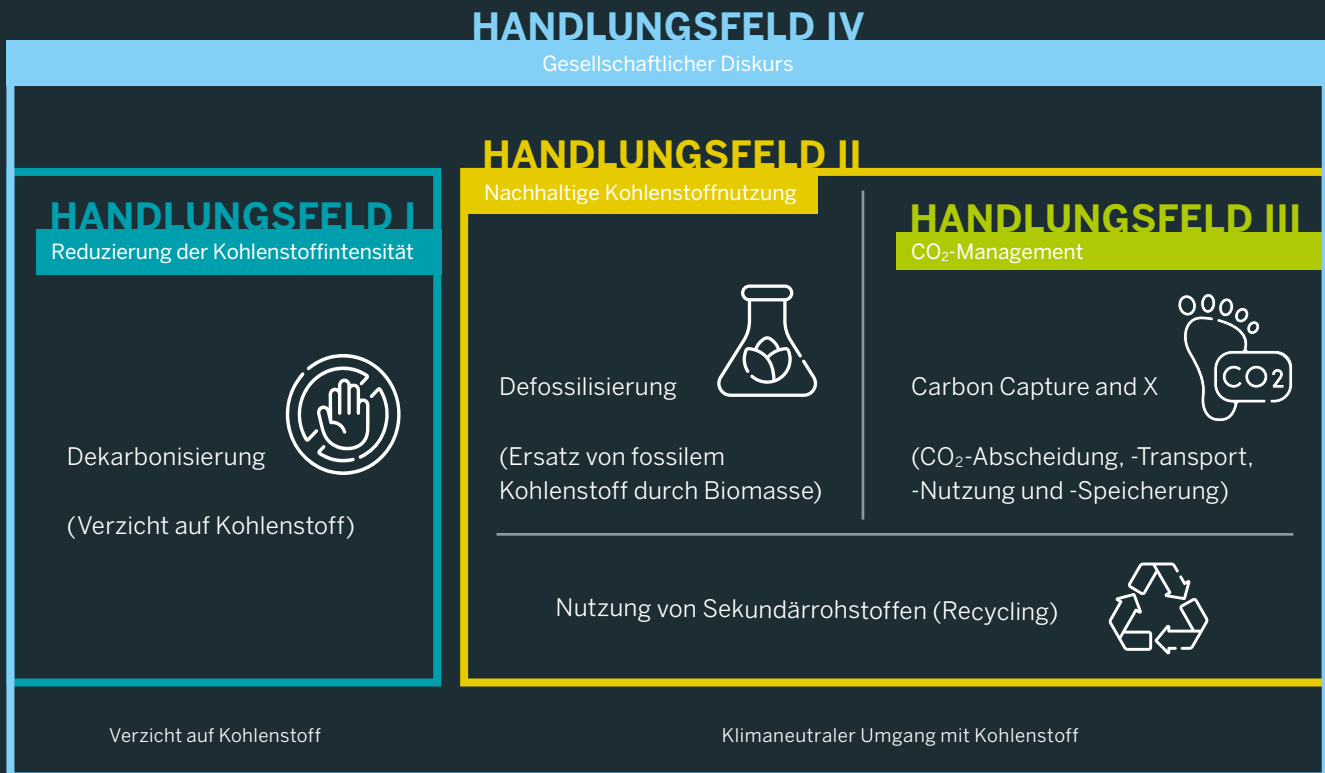 HANDLUNGSFELD IV
Gesellschaftlicher Diskurs
HANDLUNGSFELD I
Reduzierung der Kohlenstoffintensität
Dekarbonisierung
(Verzicht auf Kohlenstoff)
HANDLUNGSFELD II
Nachhaltige Kohlenstoffnutzung
Defossilisierung
(Ersatz von fossilem
Kohlenstoff durch Biomasse)
HANDLUNGSFELD III
CO₂-Management
CO2
Carbon Capture and X
(CO₂-Abscheidung, -Transport,
-Nutzung und -Speicherung)
Nutzung von Sekundärrohstoffen (Recycling)
Verzicht auf Kohlenstoff
Klimaneutraler Umgang mit Kohlenstoff